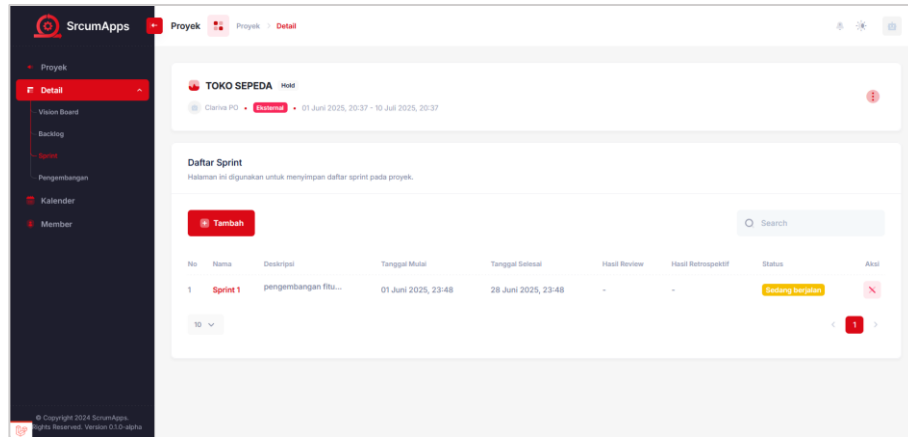 SrcumApps
Proyek
Proyek > Detail
Proyek
Detail
Vision Board
Backlog
Sprint
Pengembangan
Kalender
Member
TOKO SEPEDA Hold
Clariva PO • Eksternal • 01 Juni 2025, 20:37 - 10 Juli 2025, 20:37
Daftar Sprint
Halaman ini digunakan untuk menyimpan daftar sprint pada proyek.
Tambah
Search
No Nama Deskripsi Tanggal Mulai Tanggal Selesai Hasil Review Hasil Retrospektif Status Aksi
1 Sprint 1 pengembangan fitu... 01 Juni 2025, 23:48 28 Juni 2025, 23:48 - - Sedang berjalan
10
< 1 >
© Copyright 2024 ScrumApps.
Rights Reserved. Version 0.1.0-alpha